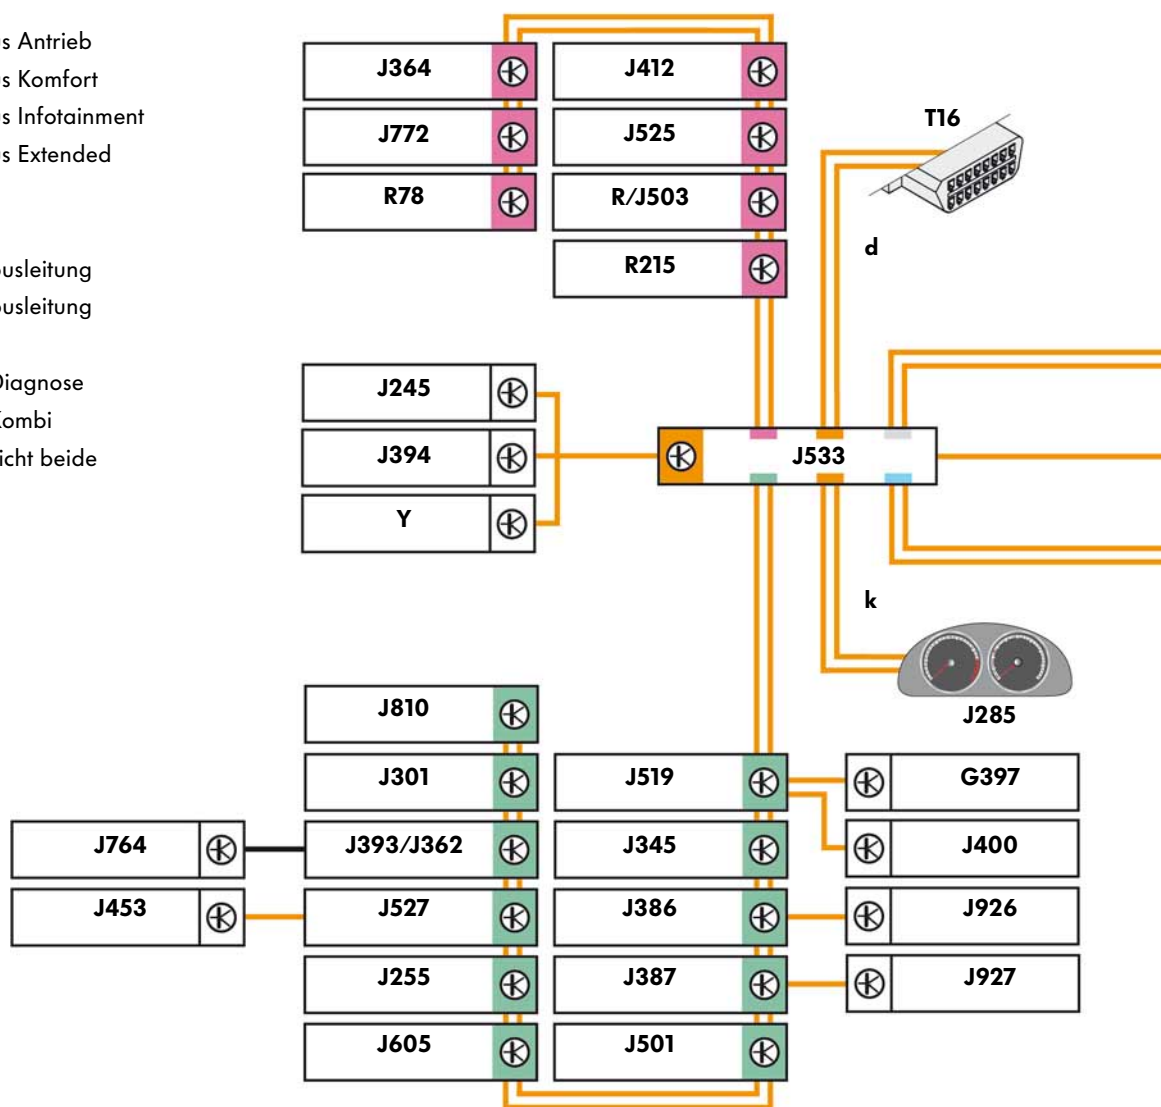 s Antrieb
s Komfort
s Infotainment
s Extended
usleitung
usleitung
Diagnose
Kombi
icht beide
J364
J772
R78
J412
J525
R/J503
R215
T16
d
J245
J394
Y
J533
k
J285
J810
J301
J393/J362
J527
J255
J605
J764
J453
J519
J345
J386
J387
J501
G397
J400
J926
J927